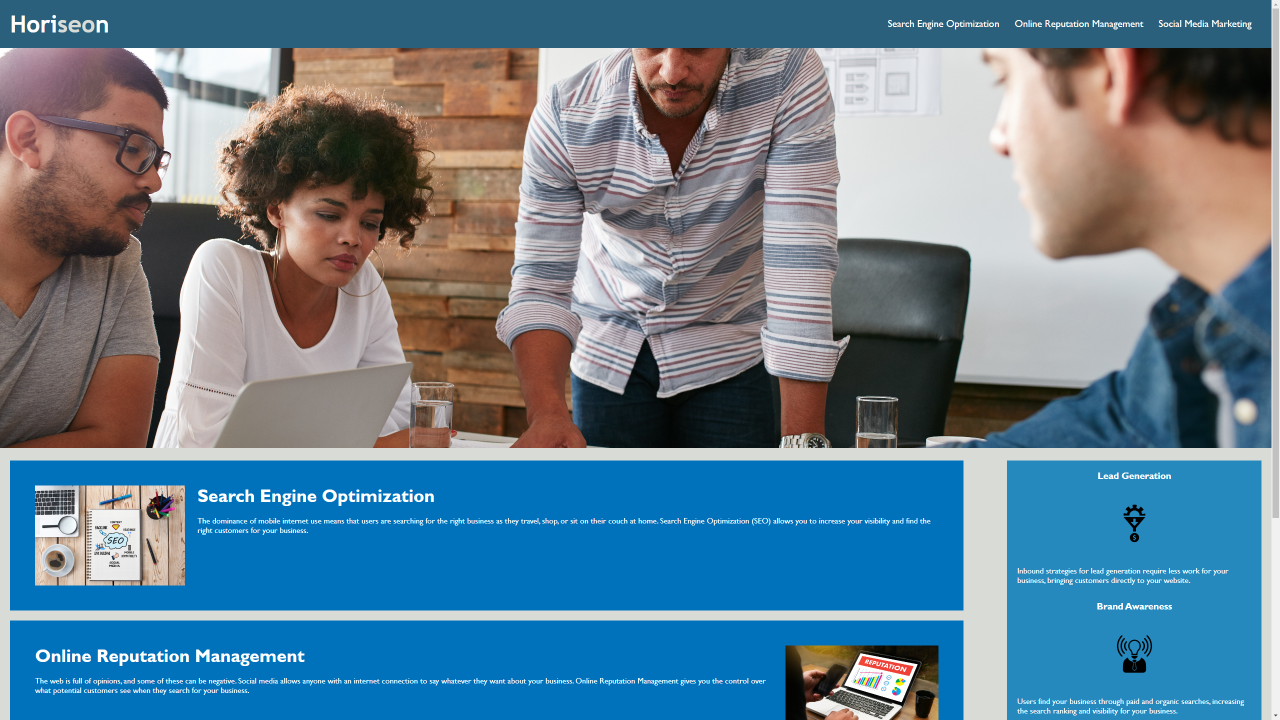 Horiseon
Search Engine Optimization
Online Reputation Management
Social Media Marketing
SEO
Search Engine Optimization
The dominance of mobile internet use means that users are searching for the right business as they travel, shop, or sit on their couch at home. Search Engine Optimization (SEO) allows you to increase your visibility and find the
right customers for your business.
Online Reputation Management
The web is full of opinions, and some of these can be negative. Social media allows anyone with an internet connection to say whatever they want about your business. Online Reputation Management gives you the control over
what potential customers see when they search for your business.
REPUTATION
Lead Generation
Inbound strategies for lead generation require less work for your
business, bringing customers directly to your website.
Brand Awareness
Users find your business through paid and organic searches, increasing
the search ranking and visibility for your business.